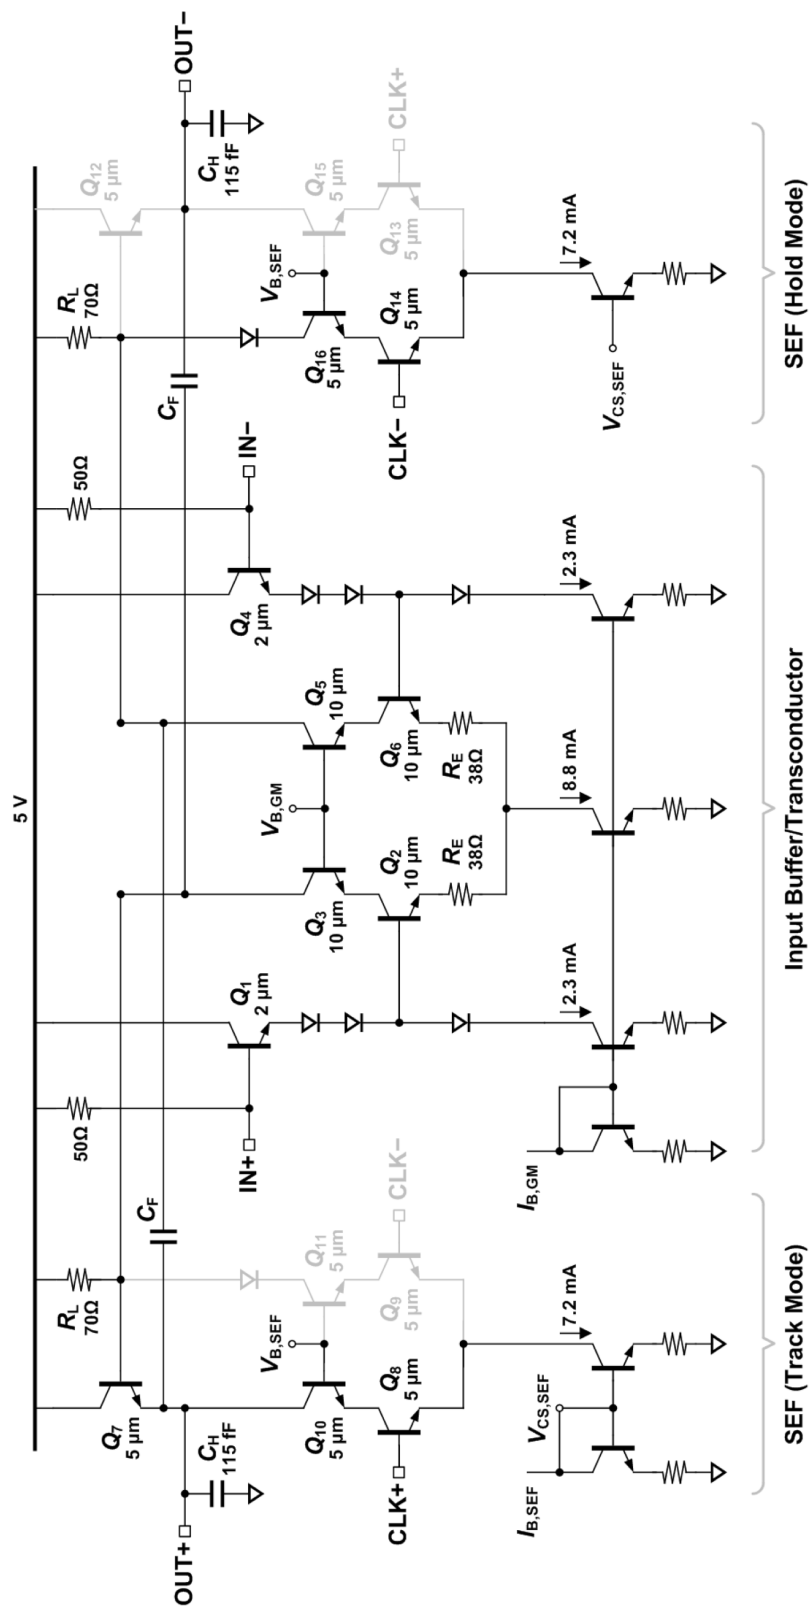 5 V
OUT+
C_H
115 fF
Q_7
5 µm
R_L
70Ω
C_F
50Ω
IN+
Q_1
2 µm
Q_10
5 µm
V_B,SEF
Q_11
5 µm
CLK+
Q_8
5 µm
Q_9
5 µm
CLK−
I_B,SEF
V_CS,SEF
7.2 mA
SEF (Track Mode)
I_B,GM
2.3 mA
Q_3
10 µm
V_B,GM
Q_5
10 µm
Q_2
10 µm
R_E
38Ω
R_E
38Ω
Q_6
10 µm
8.8 mA
Q_4
2 µm
50Ω
IN−
2.3 mA
Input Buffer/Transconductor
C_F
R_L
70Ω
Q_12
5 µm
OUT−
C_H
115 fF
Q_16
5 µm
V_B,SEF
Q_15
5 µm
CLK−
Q_14
5 µm
Q_13
5 µm
CLK+
V_CS,SEF
7.2 mA
SEF (Hold Mode)